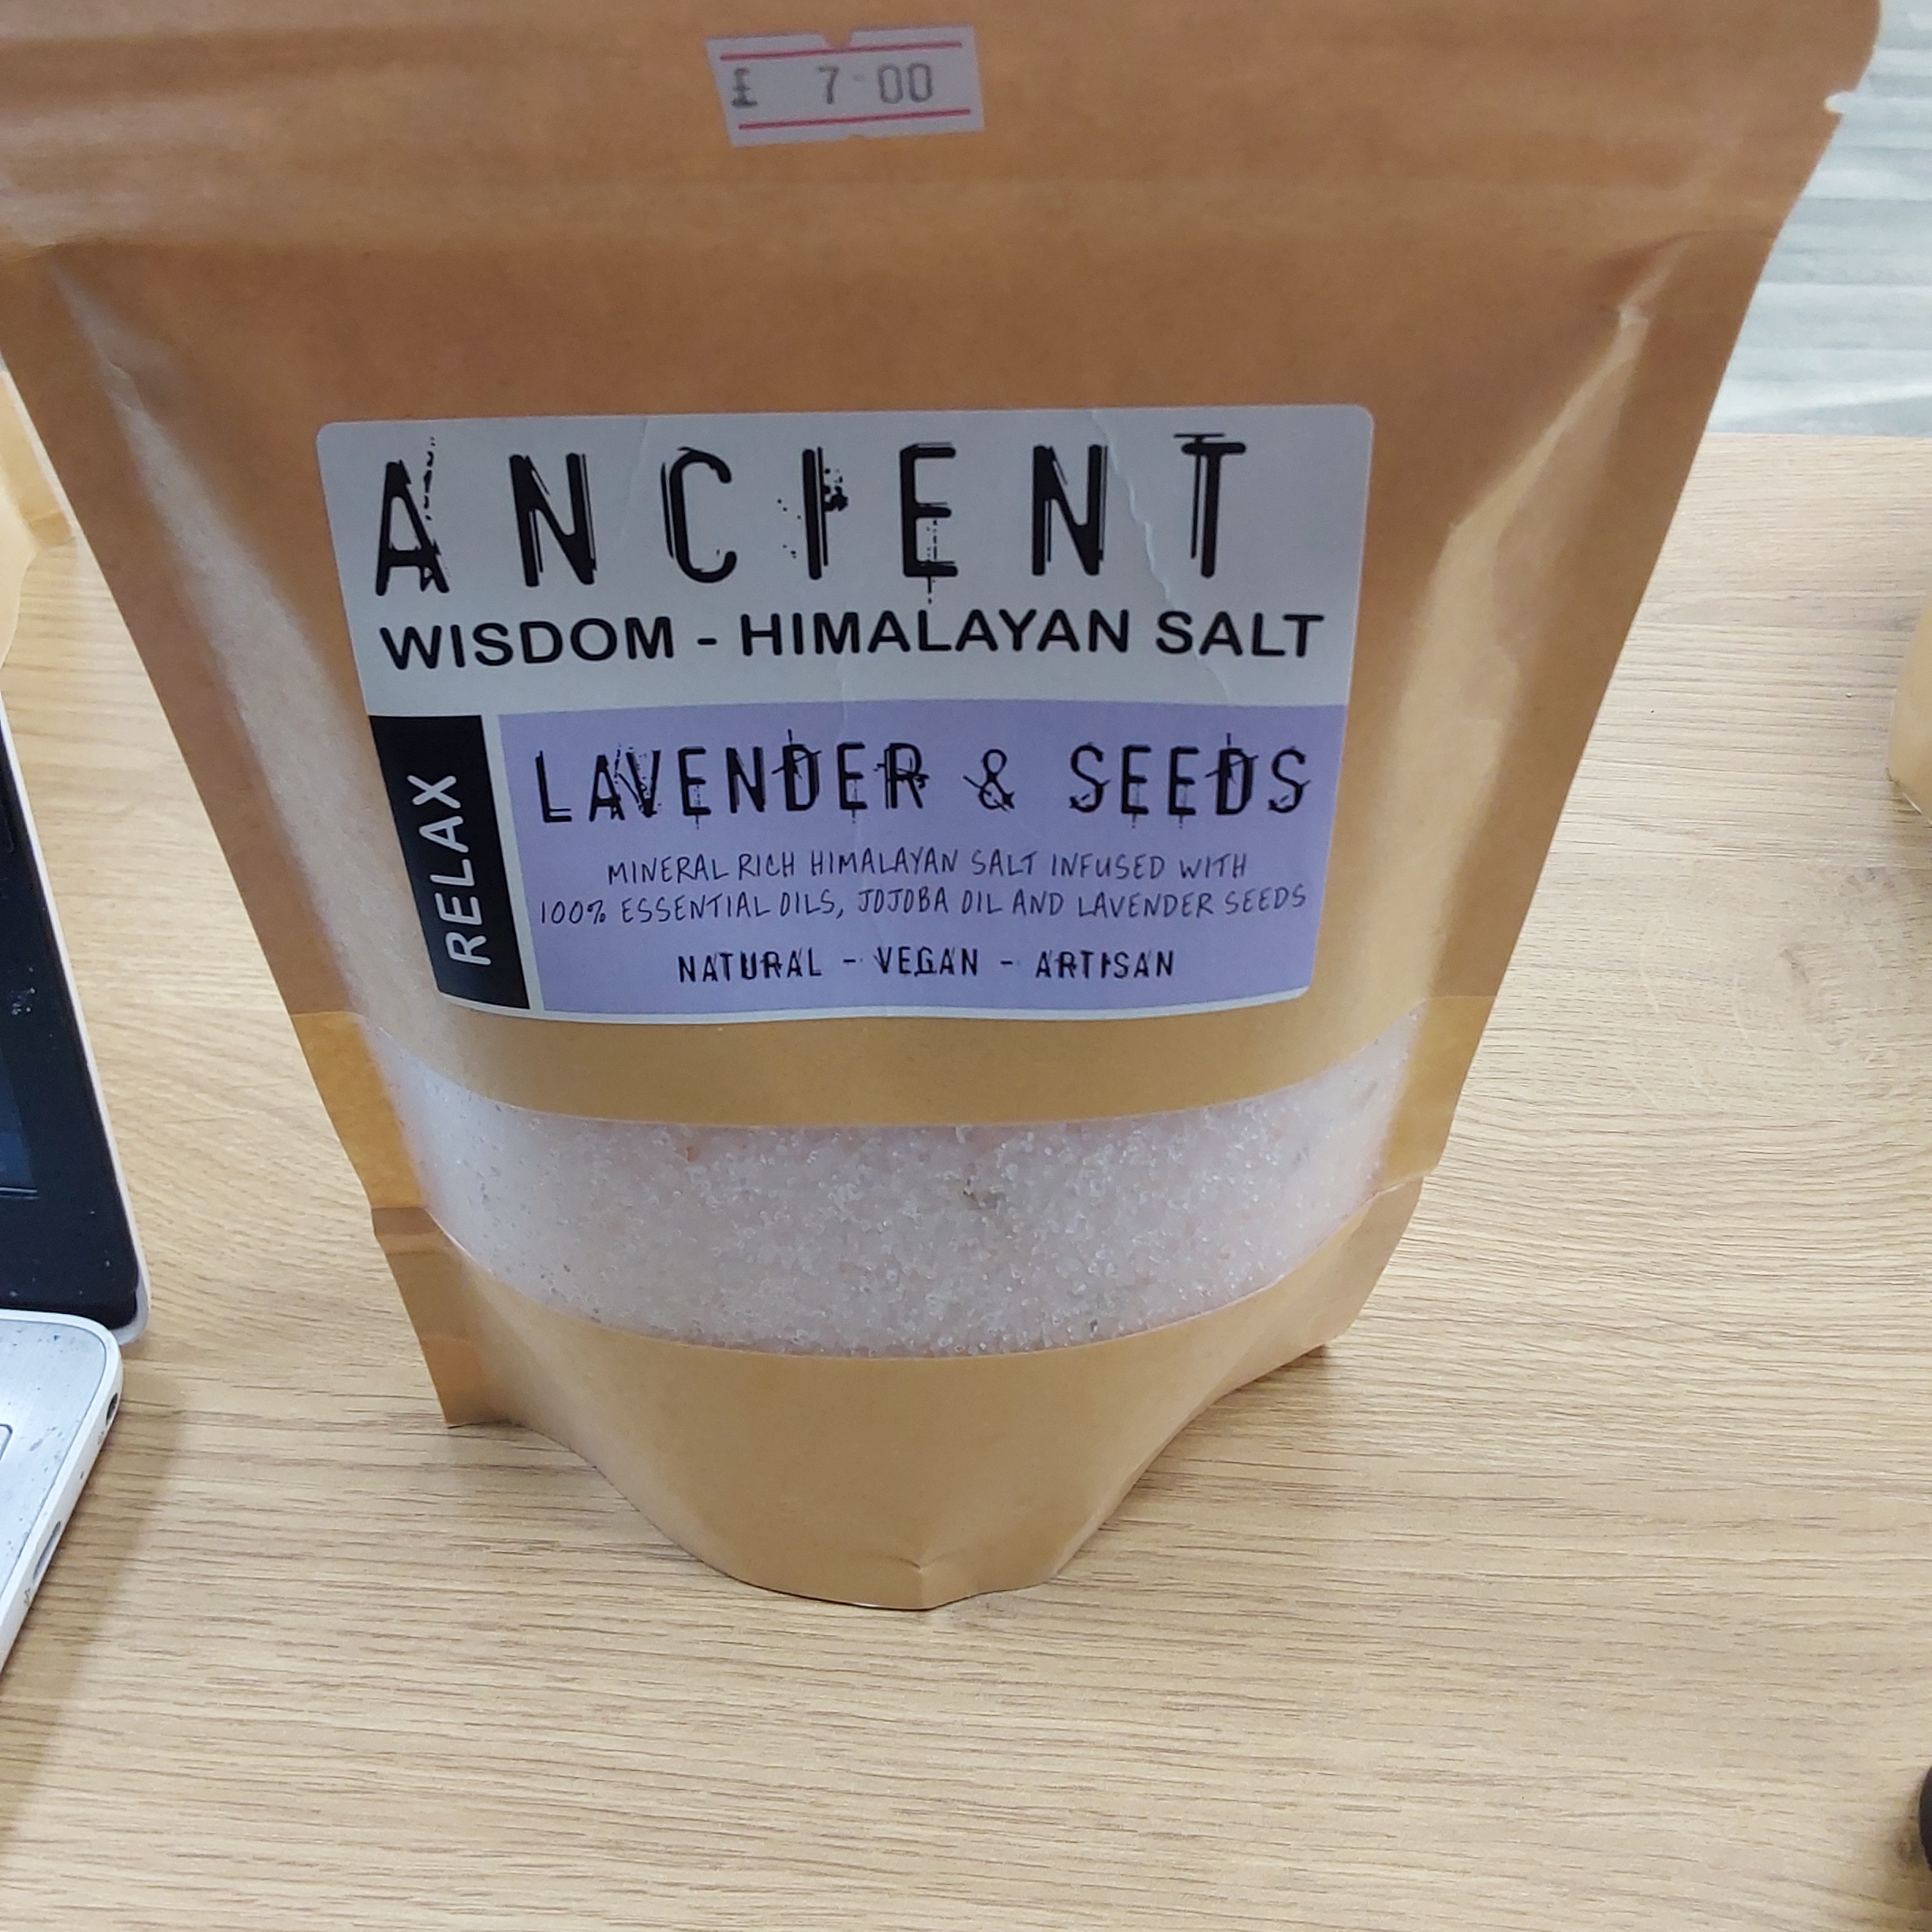 £ 7.00
ANCIENT
WISDOM - HIMALAYAN SALT
RELAX
LAVENDER & SEEDS
MINERAL RICH HIMALAYAN SALT INFUSED WITH
100% ESSENTIAL OILS, JOJOBA OIL AND LAVENDER SEEDS
NATURAL - VEGAN - ARTISAN